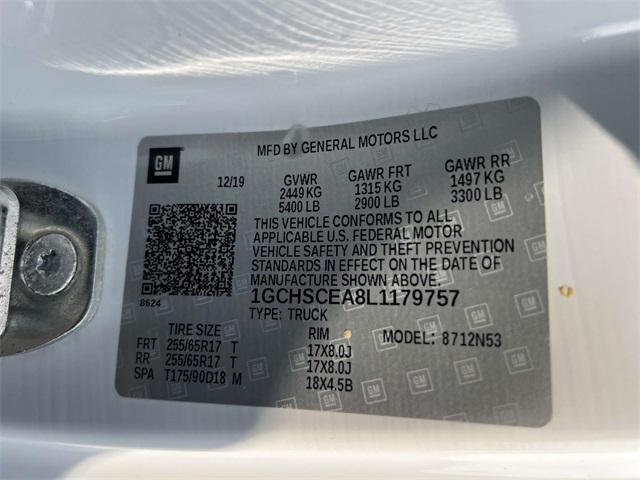 MFD BY GENERAL MOTORS LLC
GM
12/19 GVWR GAWR FRT GAWR RR
2449 KG 1315 KG 1497 KG
5400 LB 2900 LB 3300 LB
THIS VEHICLE CONFORMS TO ALL
APPLICABLE U.S. FEDERAL MOTOR
VEHICLE SAFETY AND THEFT PREVENTION
STANDARDS IN EFFECT ON THE DATE OF
MANUFACTURE SHOWN ABOVE.
8624
1GCHSCEA8L1179757
TYPE: TRUCK
TIRE SIZE RIM MODEL: 8712N53
FRT 255/65R17 T 17X8.0J
RR 255/65R17 T 17X8.0J
SPA T175/90D18 M 18X4.5B